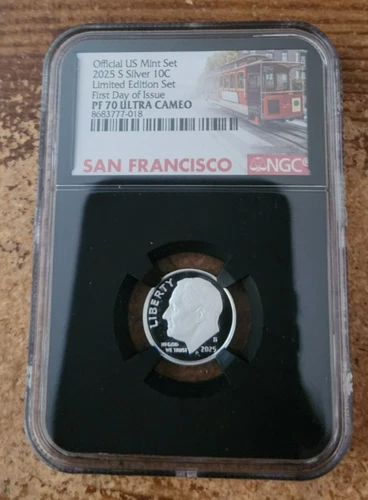 Official US Mint Set
2025 S Silver 10C
Limited Edition Set
First Day of Issue
PF 70 ULTRA CAMEO
8683777-018
SAN FRANCISCO
NGC®
LIBERTY
IN GOD
WE TRUST
S
2025